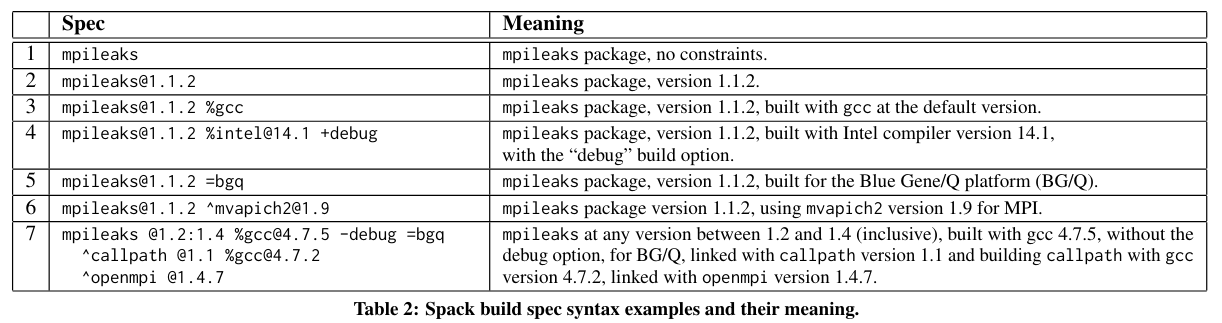 Spec Meaning
1 mpileaks mpileaks package, no constraints.
2 mpileaks@1.1.2 mpileaks package, version 1.1.2.
3 mpileaks@1.1.2 %gcc mpileaks package, version 1.1.2, built with gcc at the default version.
4 mpileaks@1.1.2 %intel@14.1 +debug mpileaks package, version 1.1.2, built with Intel compiler version 14.1,
with the “debug” build option.
5 mpileaks@1.1.2 =bgq mpileaks package, version 1.1.2, built for the Blue Gene/Q platform (BG/Q).
6 mpileaks@1.1.2 ^mvapich2@1.9 mpileaks package version 1.1.2, using mvapich2 version 1.9 for MPI.
7 mpileaks @1.2:1.4 %gcc@4.7.5 -debug =bgq mpileaks at any version between 1.2 and 1.4 (inclusive), built with gcc 4.7.5, without the
^callpath @1.1 %gcc@4.7.2 debug option, for BG/Q, linked with callpath version 1.1 and building callpath with gcc
^openmpi @1.4.7 version 4.7.2, linked with openmpi version 1.4.7.
Table 2: Spack build spec syntax examples and their meaning.